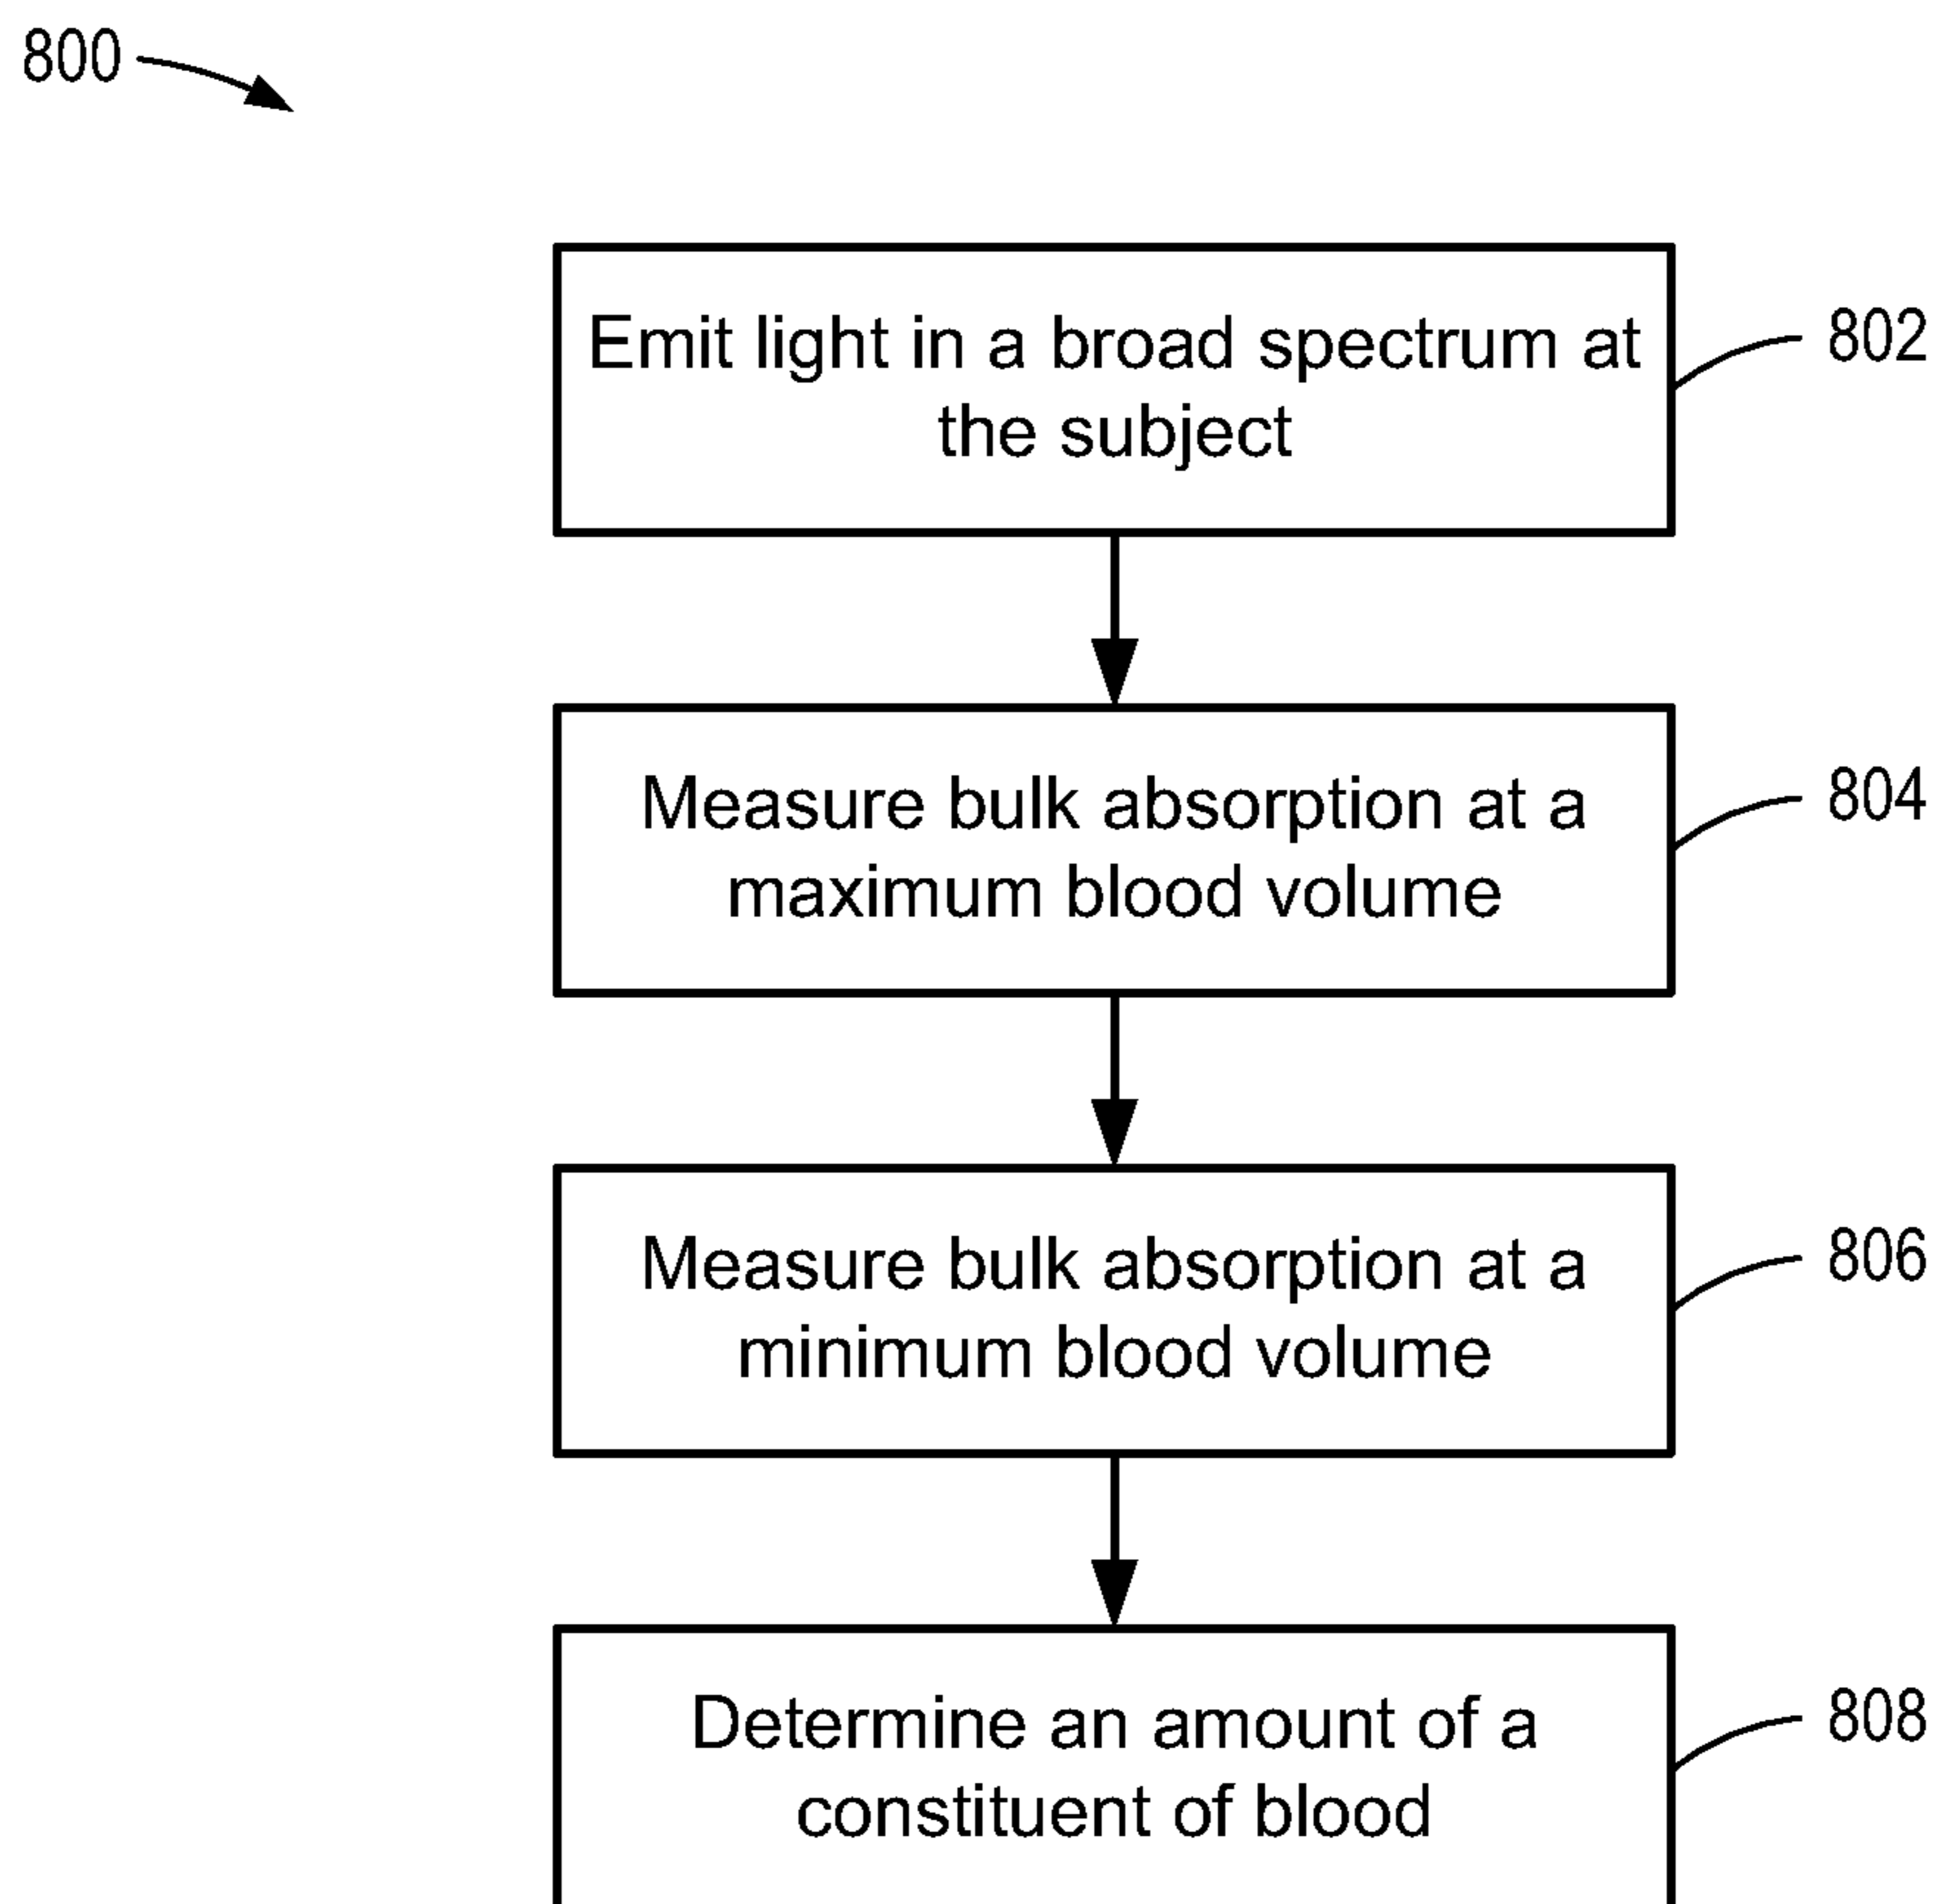 800
Emit light in a broad spectrum at
the subject
802
Measure bulk absorption at a
maximum blood volume
804
Measure bulk absorption at a
minimum blood volume
806
Determine an amount of a
constituent of blood
808